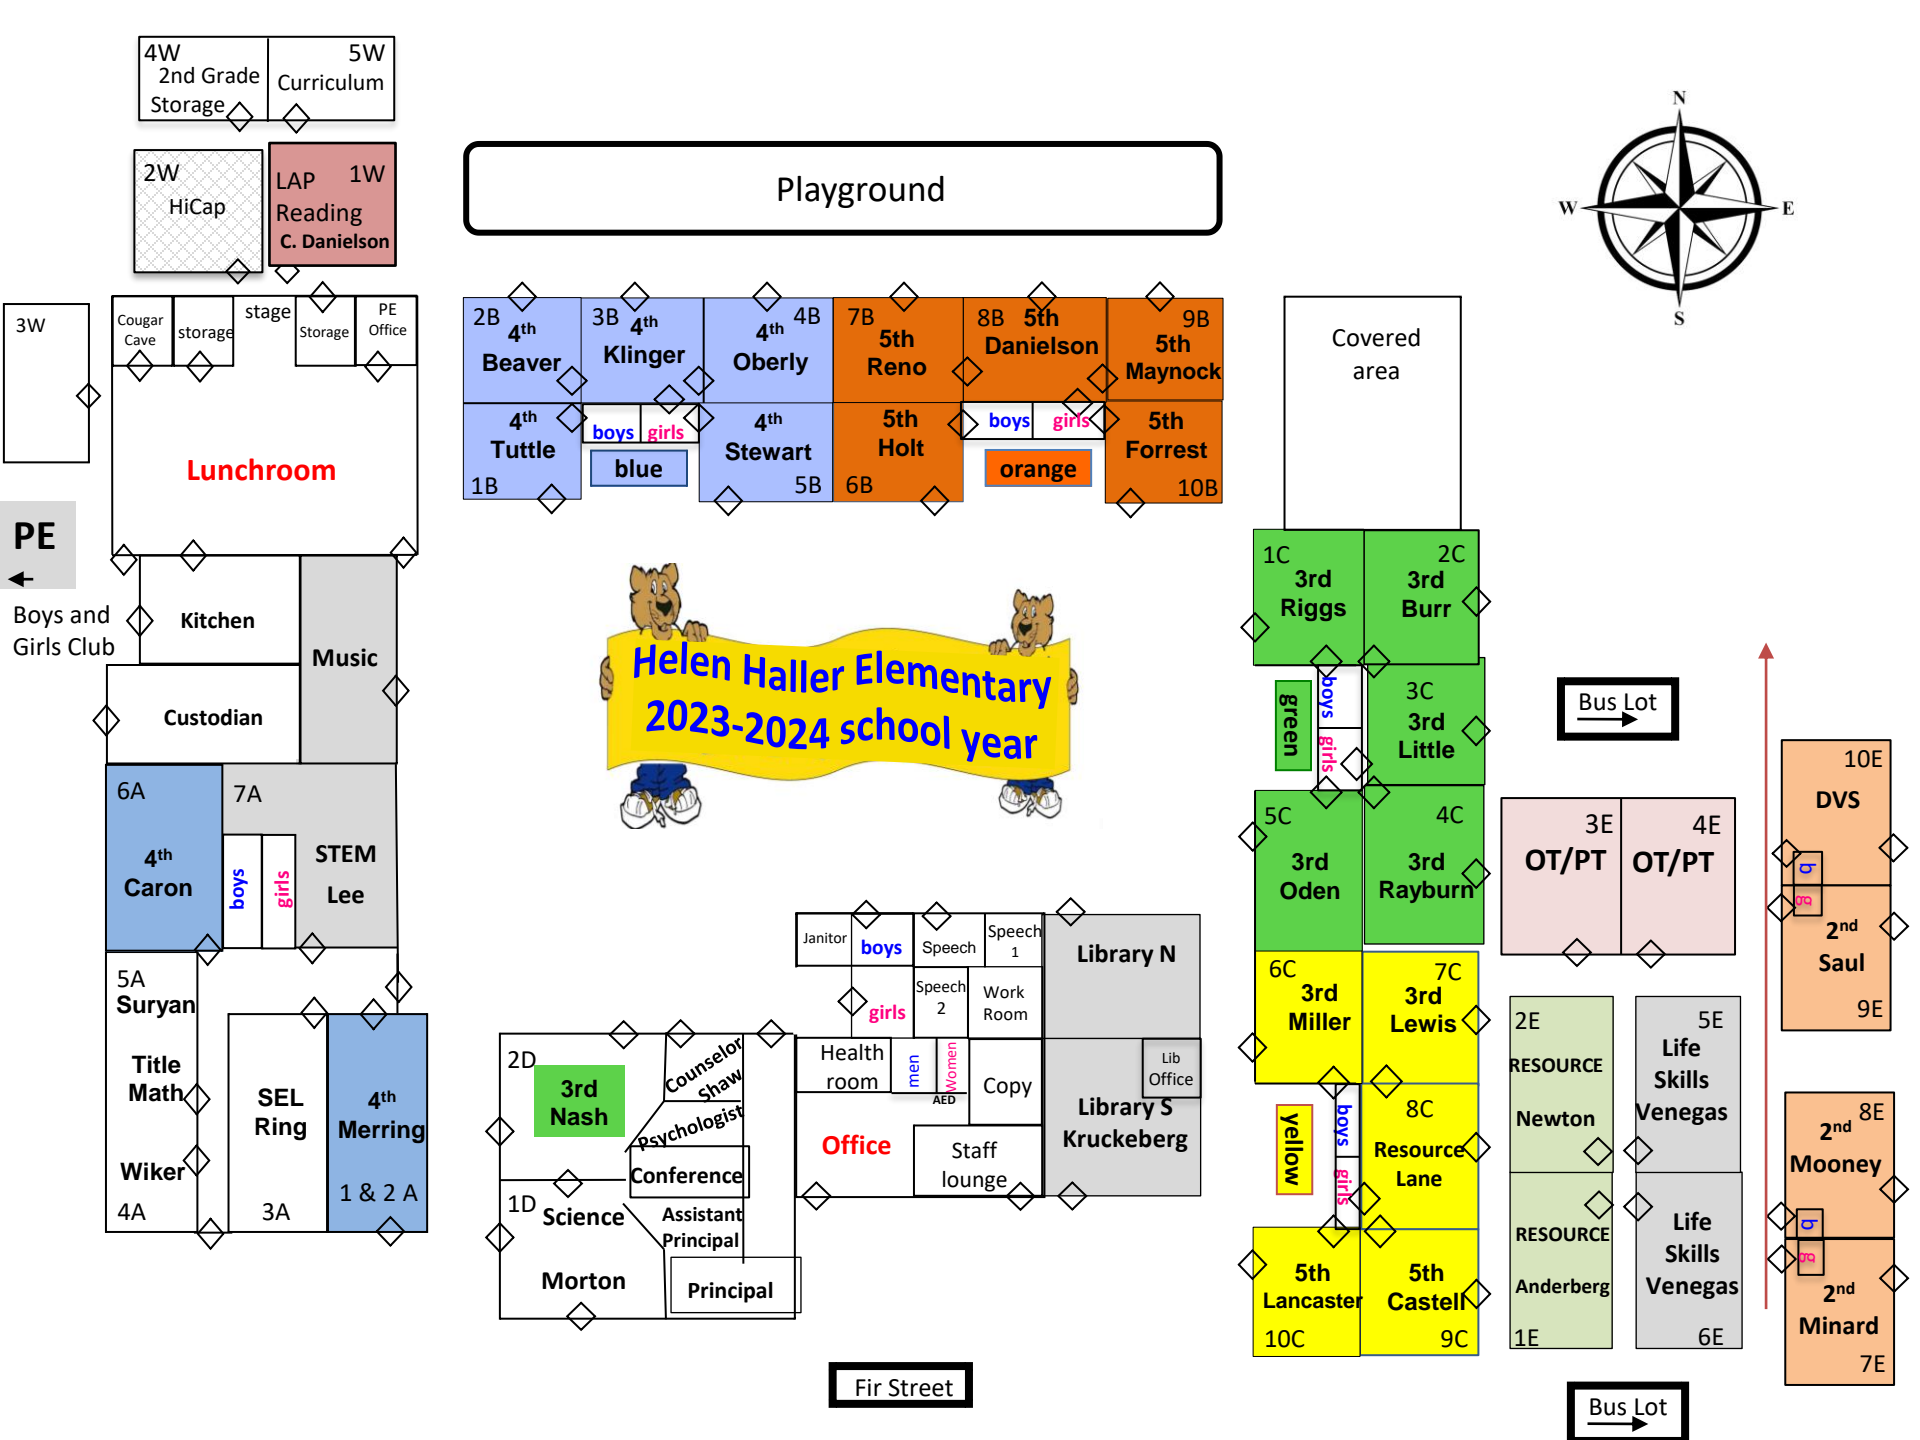 4W
2nd Grade
Storage
5W
Curriculum
2W
HiCap
LAP 1W
Reading
C. Danielson
Playground
N
W
E
S
3W
Cougar
Cave
storage
stage
Storage
PE
Office
Lunchroom
PE
Boys and
Girls Club
Kitchen
Music
Custodian
6A
4th
Caron
7A
boys
girls
STEM
Lee
5A
Suryan
Title
Math
Wiker
4A
SEL
Ring
3A
4th
Merring
1 & 2 A
2B
4th
Beaver
3B 4th
Klinger
4B
4th
Oberly
7B
5th
Reno
8B 5th
Danielson
9B
5th
Maynock
4th
Tuttle
1B
boys girls
blue
4th
Stewart
5B
5th
Holt
6B
boys girls
orange
5th
Forrest
10B
Helen Haller Elementary
2023-2024 school year
Covered
area
1C
3rd
Riggs
2C
3rd
Burr
green
boys
girls
3C
3rd
Little
5C
3rd
Oden
4C
3rd
Rayburn
6C
3rd
Miller
7C
3rd
Lewis
yellow
boys
girls
8C
Resource
Lane
5th
Lancaster
10C
5th
Castell
9C
Janitor
boys
Speech
Speech
1
girls
Speech
2
Work
Room
Library N
Health
room
men
Women
AED
Copy
Lib
Office
Library S
Kruckeberg
Office
Staff
lounge
2D
3rd
Nash
Counselor
Shaw
Psychologist
Conference
1D
Science
Morton
Assistant
Principal
Principal
Fir Street
Bus Lot
3E
OT/PT
4E
OT/PT
2E
RESOURCE
Newton
5E
Life
Skills
Venegas
RESOURCE
Anderberg
1E
Life
Skills
Venegas
6E
10E
DVS
b
g
2nd
Saul
9E
8E
2nd
Mooney
b
g
2nd
Minard
7E
Bus Lot